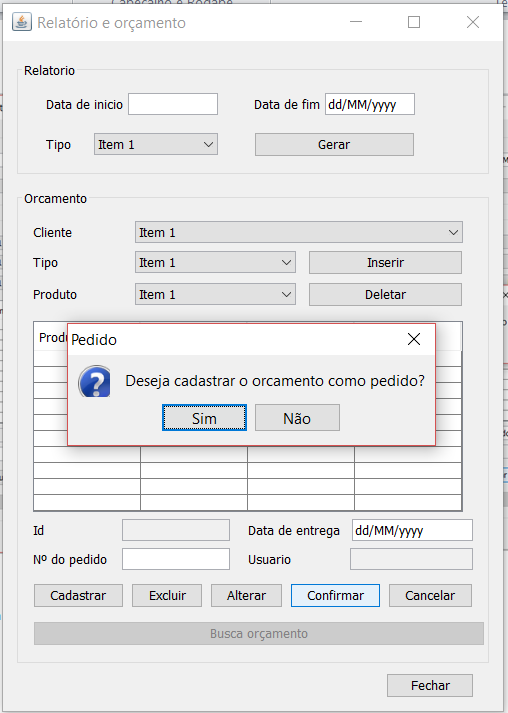 Cabeçalho e Rodapé
Relatório e orçamento
Relatorio
Data de inicio
Data de fim dd/MM/yyyy
Tipo Item 1 Gerar
Orcamento
Cliente Item 1
Tipo Item 1 Inserir
Produto Item 1 Deletar
Pedido
Deseja cadastrar o orcamento como pedido?
Sim Não
Id Data de entrega dd/MM/yyyy
Nº do pedido Usuario
Cadastrar Excluir Alterar Confirmar Cancelar
Busca orçamento
Fechar